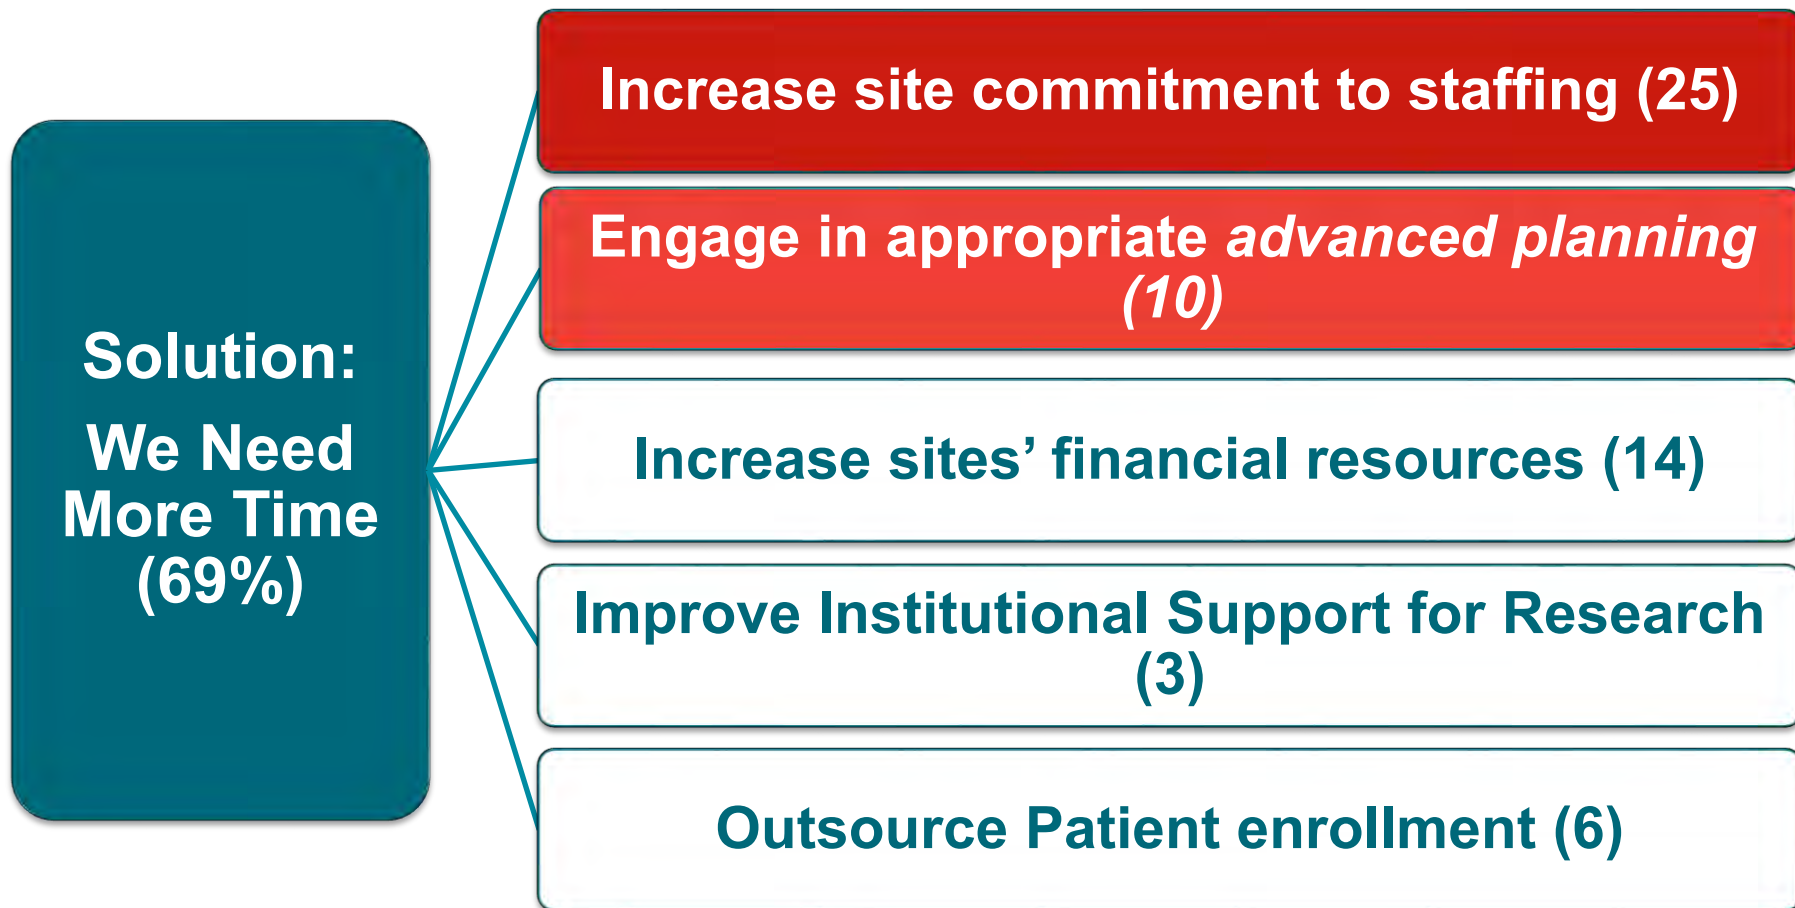 Solution:
We Need
More Time
(69%)
Increase site commitment to staffing (25)
Engage in appropriate advanced planning
(10)
Increase sites’ financial resources (14)
Improve Institutional Support for Research
(3)
Outsource Patient enrollment (6)